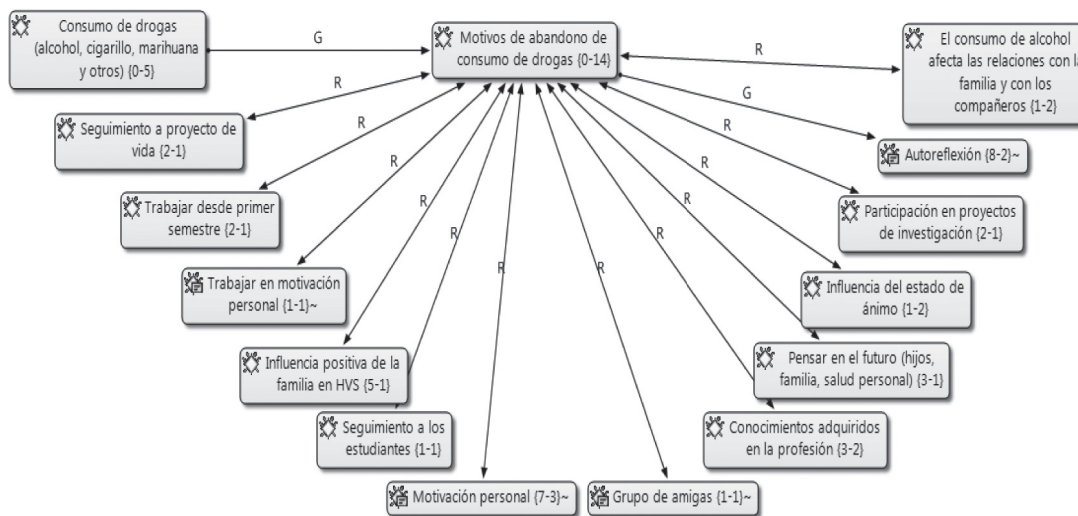 Consumo de drogas
(alcohol, cigarillo, marihuana
y otros) {0-5}
G
Motivos de abandono de
consumo de drogas {0-14}
R
El consumo de alcohol
afecta las relaciones con la
familia y con los
compañeros {1-2}
R
Seguimiento a proyecto de
vida {2-1}
G
Autoreflexión {8-2}~
R
Trabajar desde primer
semestre {2-1}
R
Participación en proyectos
de investigación {2-1}
R
Trabajar en motivación
personal {1-1}~
R
Influencia del estado de
ánimo {1-2}
R
Influencia positiva de la
familia en HVS {5-1}
R
Pensar en el futuro (hijos,
familia, salud personal) {3-1}
R
Seguimiento a los
estudiantes {1-1}
R
Conocimientos adquiridos
en la profesión {3-2}
R
Motivación personal {7-3}~
R
Grupo de amigas {1-1}~